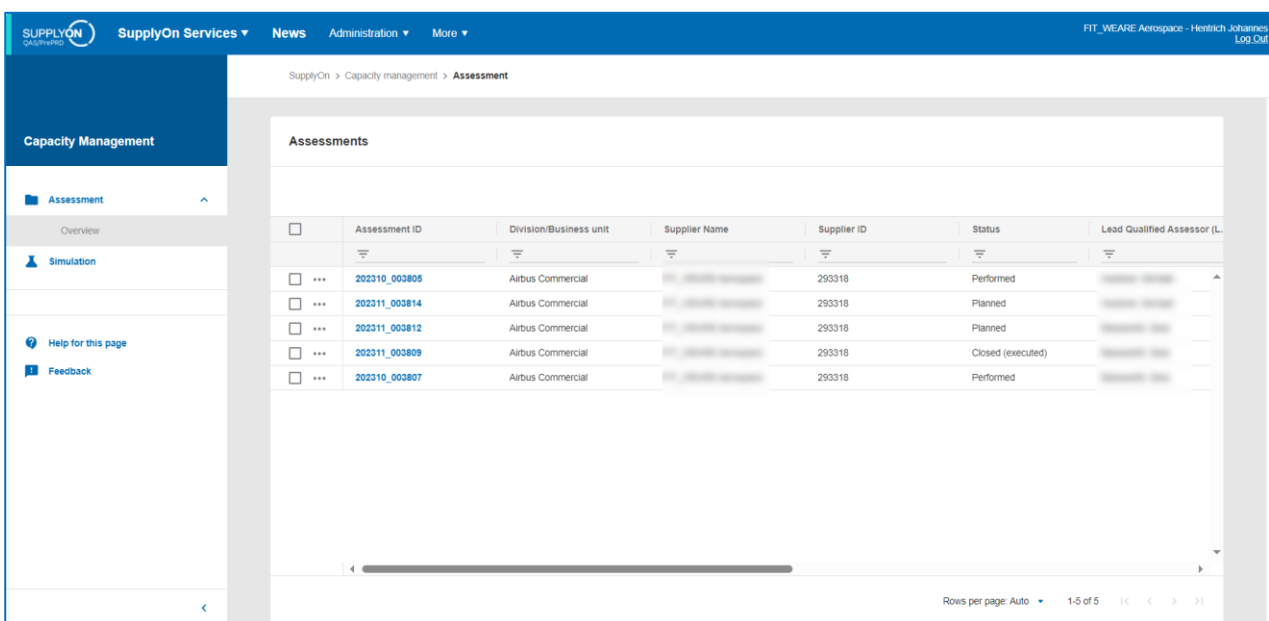 SUPPLYON
QAS/PrePRD
SupplyOn Services ▾ News Administration ▾ More ▾
FIT_WEARE Aerospace - Hentrich Johannes
Log Out
SupplyOn > Capacity management > Assessment
Capacity Management
Assessment
Overview
Simulation
Help for this page
Feedback
Assessments
Assessment ID Division/Business unit Supplier Name Supplier ID Status Lead Qualified Assessor (L...
202310_003805 Airbus Commercial 293318 Performed
202311_003814 Airbus Commercial 293318 Planned
202311_003812 Airbus Commercial 293318 Planned
202311_003809 Airbus Commercial 293318 Closed (executed)
202310_003807 Airbus Commercial 293318 Performed
Rows per page: Auto ▾ 1-5 of 5